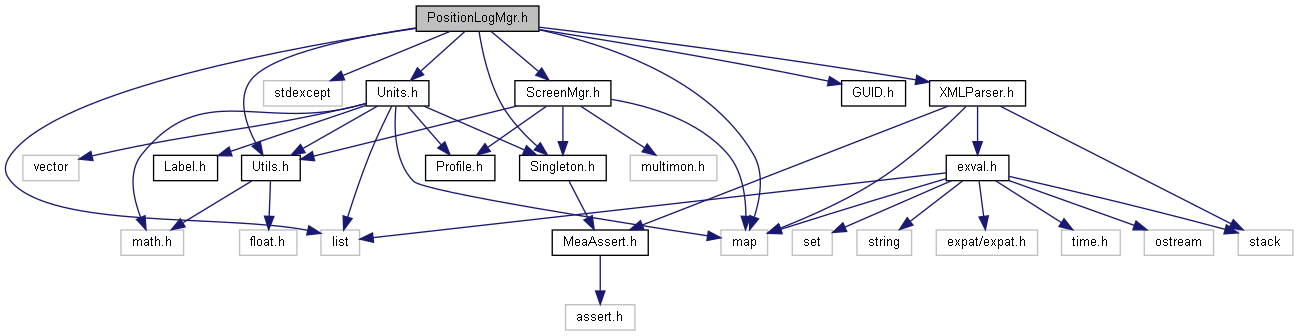 PositionLogMgr.h
stdexcept
Units.h
ScreenMgr.h
GUID.h
XMLParser.h
vector
Label.h
Utils.h
Profile.h
Singleton.h
multimon.h
exval.h
math.h
float.h
list
MeaAssert.h
map
set
string
expat/expat.h
time.h
ostream
stack
assert.h